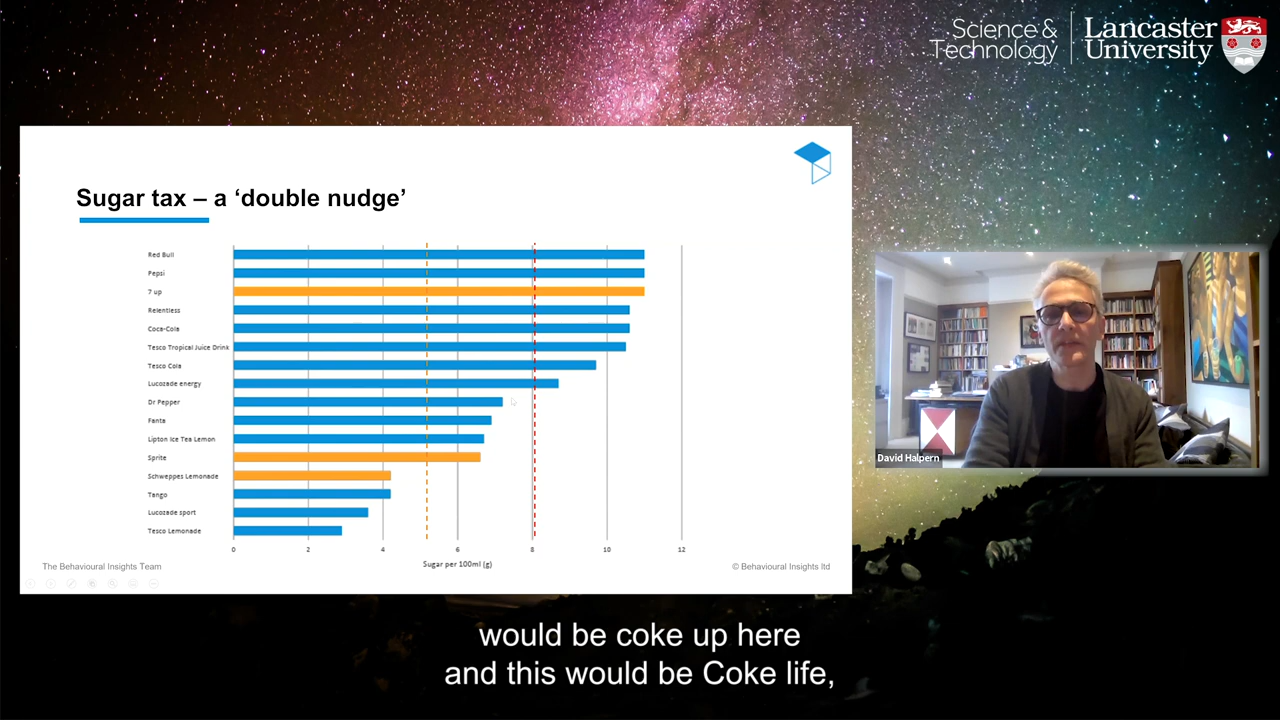 Science &
Technology
Lancaster
University
Sugar tax – a ‘double nudge’
Red Bull
Pepsi
7 up
Relentless
Coca-Cola
Tesco Tropical Juice Drink
Tesco Cola
Lucozade energy
Dr Pepper
Fanta
Lipton Ice Tea Lemon
Sprite
Schweppes Lemonade
Tango
Lucozade sport
Tesco Lemonade
0 2 4 6 8 10 12
Sugar per 100ml (g)
The Behavioural Insights Team
© Behavioural Insights ltd
David Halpern
would be coke up here
and this would be Coke life,